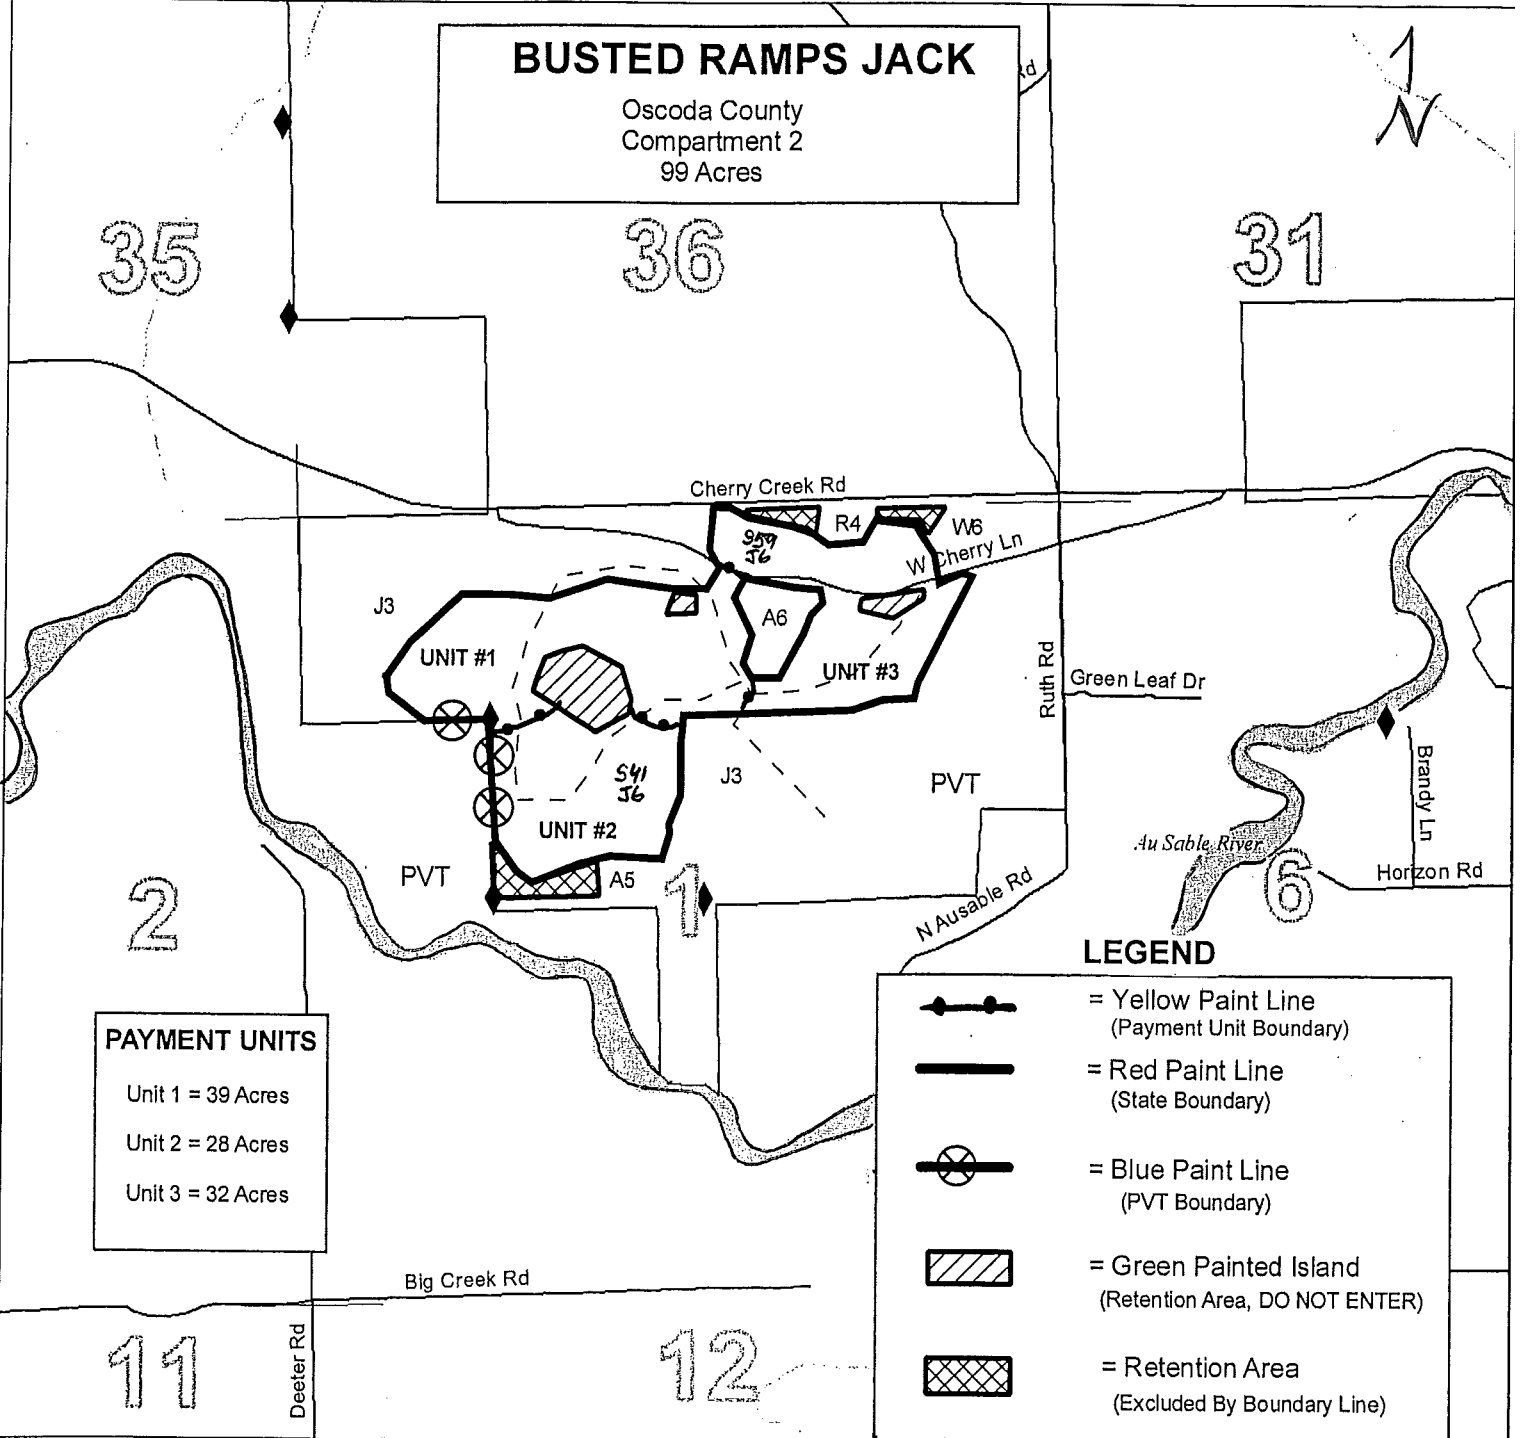 BUSTED RAMPS JACK
Oscoda County
Compartment 2
99 Acres
Rd
N
35
36
31
Cherry Creek Rd
R4
W6
S59
J6
W Cherry Ln
J3
A6
UNIT #1
UNIT #3
Ruth Rd
Green Leaf Dr
S41
J6
J3
PVT
UNIT #2
Brandy Ln
Au Sable River
PVT
A5
1
2
6
Horizon Rd
N Ausable Rd
PAYMENT UNITS
Unit 1 = 39 Acres
Unit 2 = 28 Acres
Unit 3 = 32 Acres
LEGEND
= Yellow Paint Line
(Payment Unit Boundary)
= Red Paint Line
(State Boundary)
= Blue Paint Line
(PVT Boundary)
= Green Painted Island
(Retention Area, DO NOT ENTER)
= Retention Area
(Excluded By Boundary Line)
Big Creek Rd
Deeter Rd
11
12